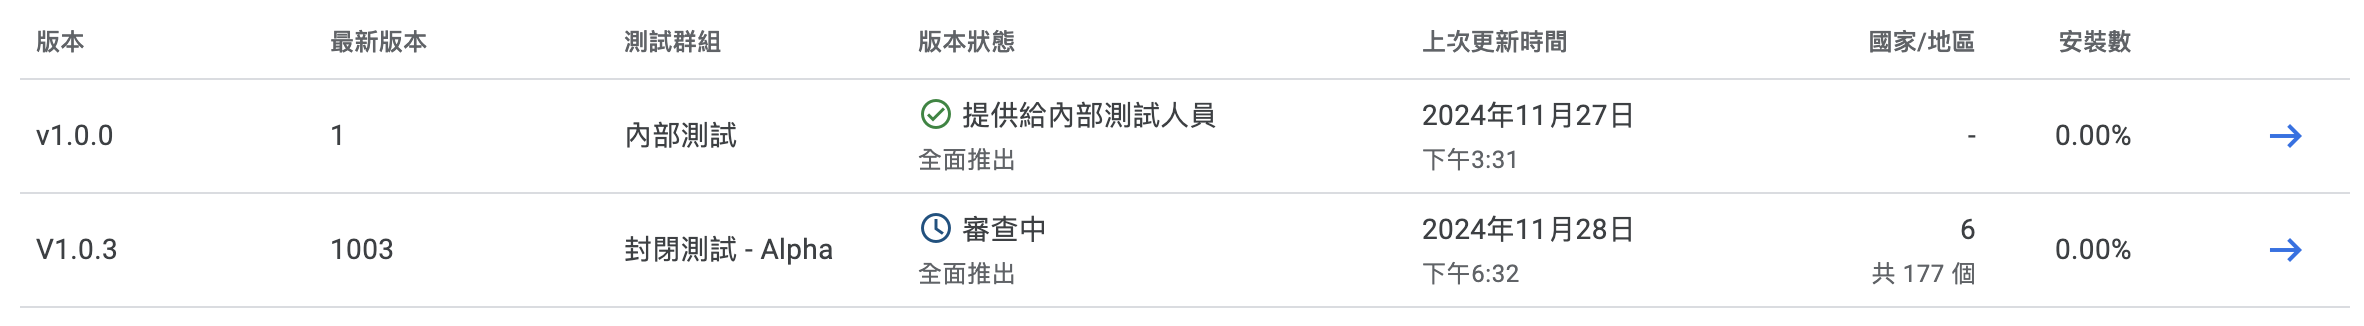 版本 最新版本 測試群組 版本狀態 上次更新時間 國家/地區 安裝數
v1.0.0 1 內部測試 提供給內部測試人員 2024年11月27日 - 0.00%
全面推出 下午3:31
V1.0.3 1003 封閉測試 - Alpha 審查中 2024年11月28日 6 0.00%
全面推出 下午6:32 共 177 個